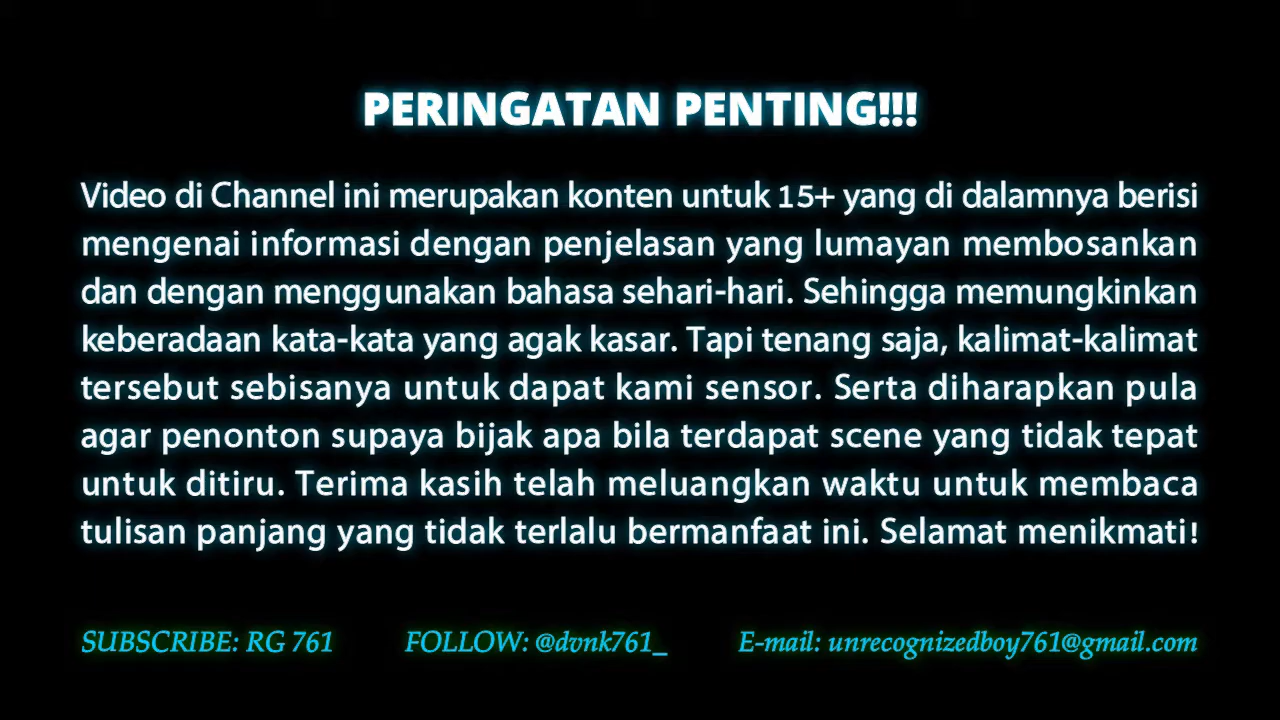 PERINGATAN PENTING!!!
Video di Channel ini merupakan konten untuk 15+ yang di dalamnya berisi
mengenai informasi dengan penjelasan yang lumayan membosankan
dan dengan menggunakan bahasa sehari-hari. Sehingga memungkinkan
keberadaan kata-kata yang agak kasar. Tapi tenang saja, kalimat-kalimat
tersebut sebisanya untuk dapat kami sensor. Serta diharapkan pula
agar penonton supaya bijak apa bila terdapat scene yang tidak tepat
untuk ditiru. Terima kasih telah meluangkan waktu untuk membaca
tulisan panjang yang tidak terlalu bermanfaat ini. Selamat menikmati!
SUBSCRIBE: RG 761 FOLLOW: @dvnk761_ E-mail: unrecognizedboy761@gmail.com